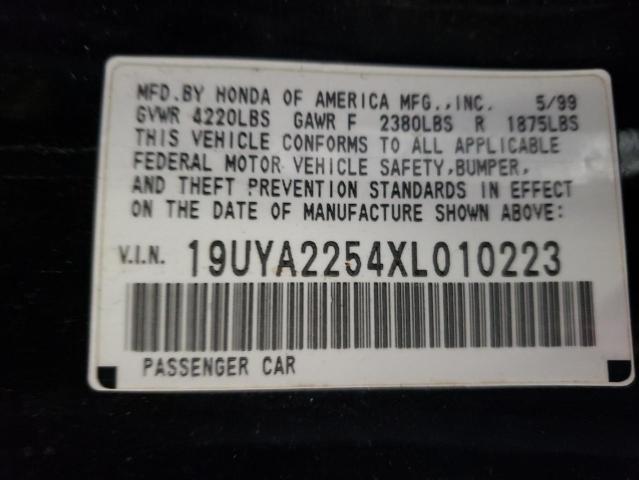 MFD.BY HONDA OF AMERICA MFG.,INC. 5/99
GVWR 4220LBS GAWR F 2380LBS R 1875LBS
THIS VEHICLE CONFORMS TO ALL APPLICABLE
FEDERAL MOTOR VEHICLE SAFETY,BUMPER,
AND THEFT PREVENTION STANDARDS IN EFFECT
ON THE DATE OF MANUFACTURE SHOWN ABOVE:
V.I.N. 19UYA2254XL010223
PASSENGER CAR